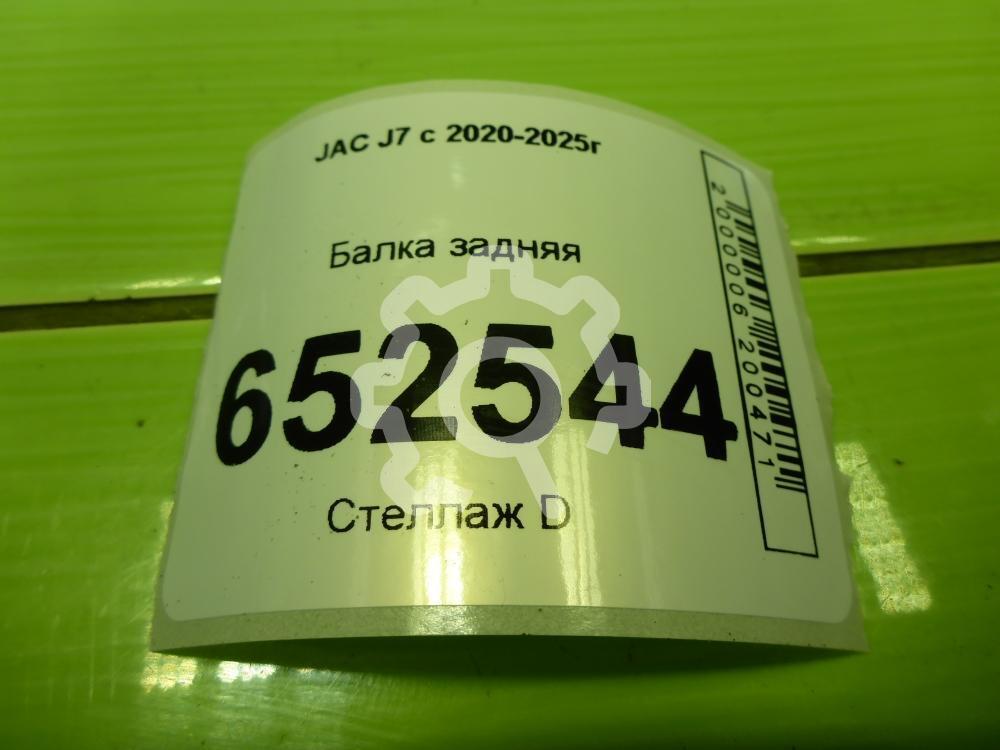 JAC J7 с 2020-2025г
Балка задняя
652544
Стеллаж D
2000006200471